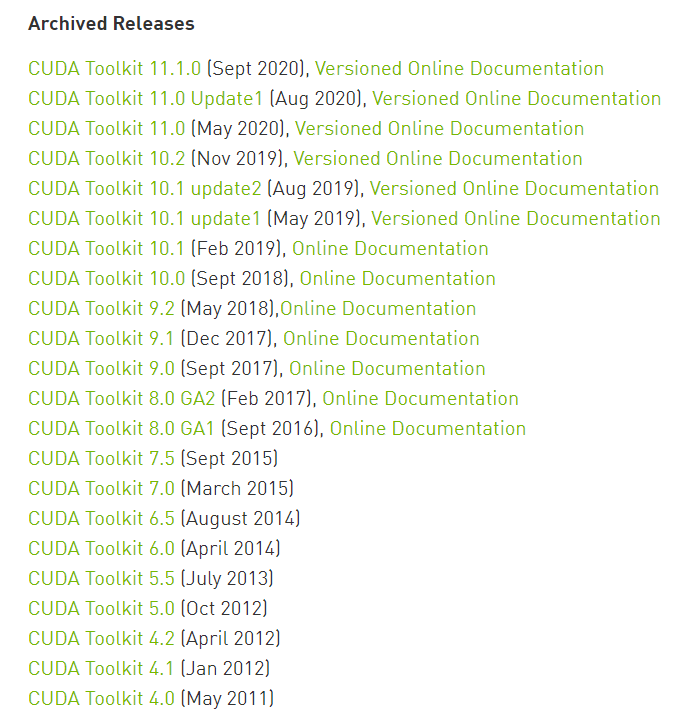 Archived Releases
CUDA Toolkit 11.1.0 (Sept 2020), Versioned Online Documentation
CUDA Toolkit 11.0 Update1 (Aug 2020), Versioned Online Documentation
CUDA Toolkit 11.0 (May 2020), Versioned Online Documentation
CUDA Toolkit 10.2 (Nov 2019), Versioned Online Documentation
CUDA Toolkit 10.1 update2 (Aug 2019), Versioned Online Documentation
CUDA Toolkit 10.1 update1 (May 2019), Versioned Online Documentation
CUDA Toolkit 10.1 (Feb 2019), Online Documentation
CUDA Toolkit 10.0 (Sept 2018), Online Documentation
CUDA Toolkit 9.2 (May 2018),Online Documentation
CUDA Toolkit 9.1 (Dec 2017), Online Documentation
CUDA Toolkit 9.0 (Sept 2017), Online Documentation
CUDA Toolkit 8.0 GA2 (Feb 2017), Online Documentation
CUDA Toolkit 8.0 GA1 (Sept 2016), Online Documentation
CUDA Toolkit 7.5 (Sept 2015)
CUDA Toolkit 7.0 (March 2015)
CUDA Toolkit 6.5 (August 2014)
CUDA Toolkit 6.0 (April 2014)
CUDA Toolkit 5.5 (July 2013)
CUDA Toolkit 5.0 (Oct 2012)
CUDA Toolkit 4.2 (April 2012)
CUDA Toolkit 4.1 (Jan 2012)
CUDA Toolkit 4.0 (May 2011)